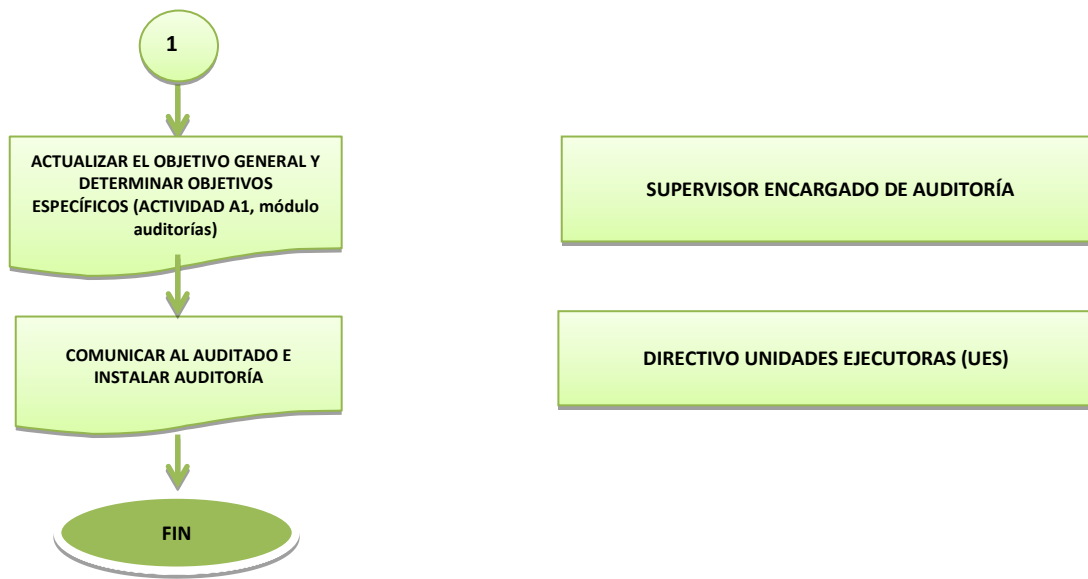 1
ACTUALIZAR EL OBJETIVO GENERAL Y
DETERMINAR OBJETIVOS
ESPECÍFICOS (ACTIVIDAD A1, módulo
auditorías)
SUPERVISOR ENCARGADO DE AUDITORÍA
COMUNICAR AL AUDITADO E
INSTALAR AUDITORÍA
DIRECTIVO UNIDADES EJECUTORAS (UES)
FIN